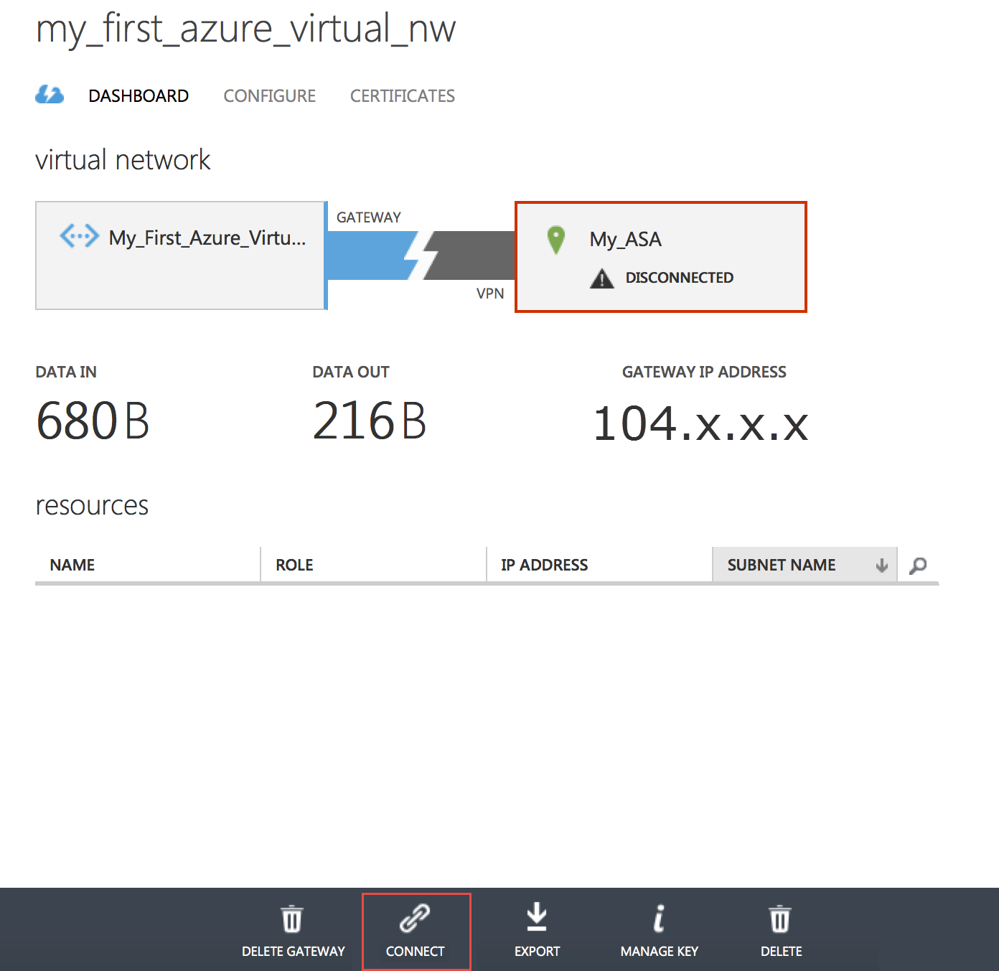 my_first_azure_virtual_nw
DASHBOARD CONFIGURE CERTIFICATES
virtual network
GATEWAY
My_First_Azure_Virtu...
My_ASA
DISCONNECTED
VPN
DATA IN DATA OUT GATEWAY IP ADDRESS
680 B 216 B 104.x.x.x
resources
NAME ROLE IP ADDRESS SUBNET NAME
DELETE GATEWAY CONNECT EXPORT MANAGE KEY DELETE